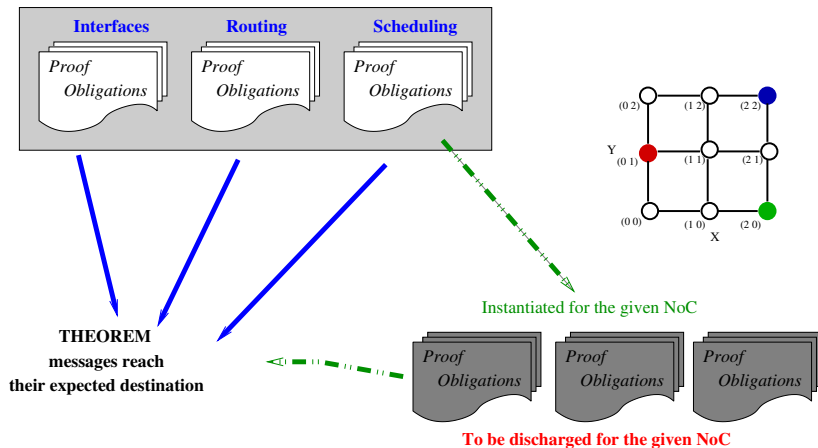 Interfaces Routing Scheduling
Proof Obligations
Proof Obligations
Proof Obligations
(0 2) (1 2) (2 2)
Y
(0 1) (1 1) (2 1)
(0 0) (1 0) (2 0)
X
Instantiated for the given NoC
THEOREM
messages reach
their expected destination
Proof Obligations
Proof Obligations
Proof Obligations
To be discharged for the given NoC